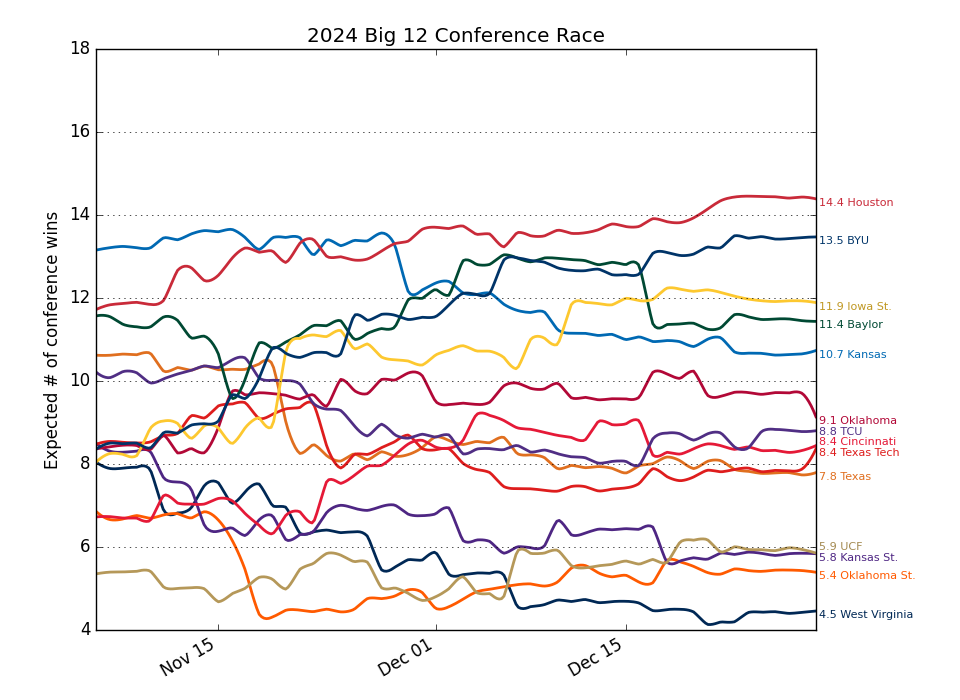 2024 Big 12 Conference Race
Expected # of conference wins
18
16
14
12
10
8
6
4
Nov 15
Dec 01
Dec 15
14.4 Houston
13.5 BYU
11.9 Iowa St.
11.4 Baylor
10.7 Kansas
9.1 Oklahoma
8.8 TCU
8.4 Cincinnati
8.4 Texas Tech
7.8 Texas
5.9 UCF
5.8 Kansas St.
5.4 Oklahoma St.
4.5 West Virginia